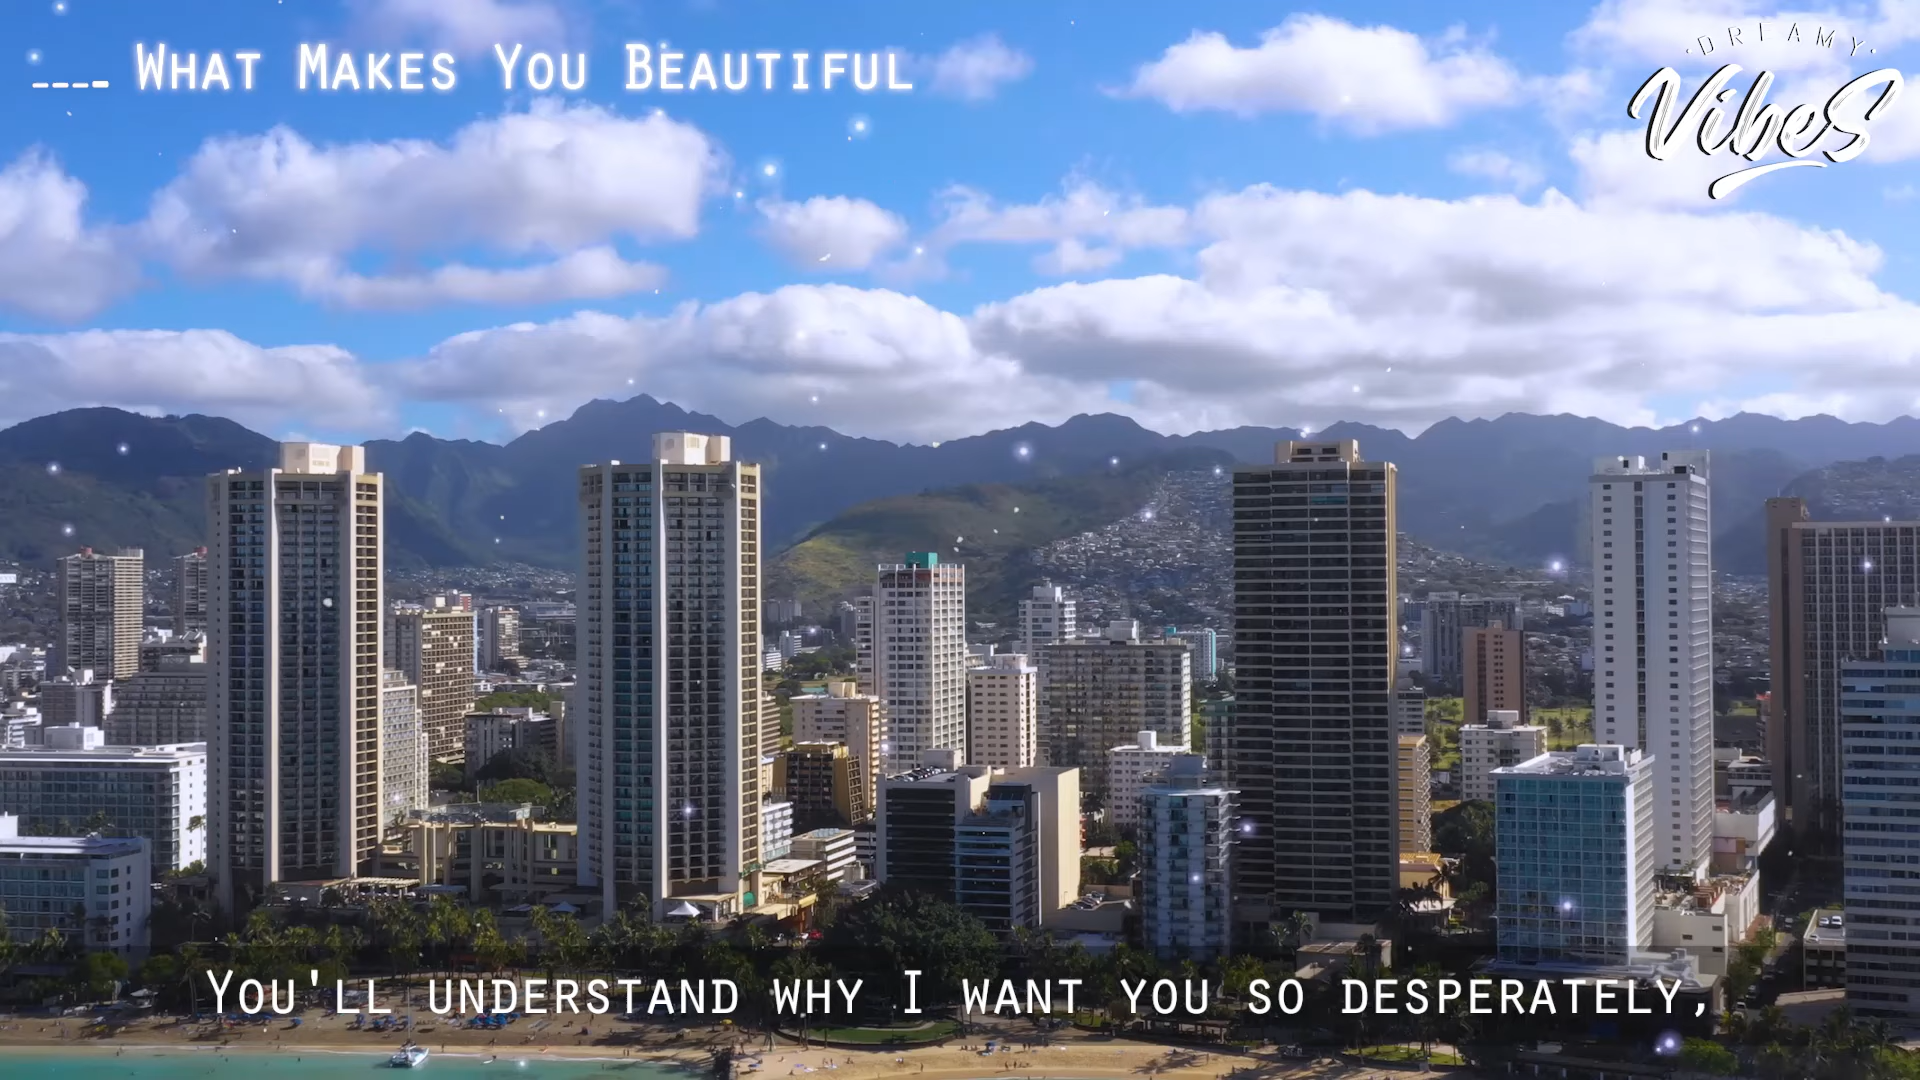 ---- What Makes You Beautiful
DREAMY
Vibes
You'll understand why I want you so desperately,